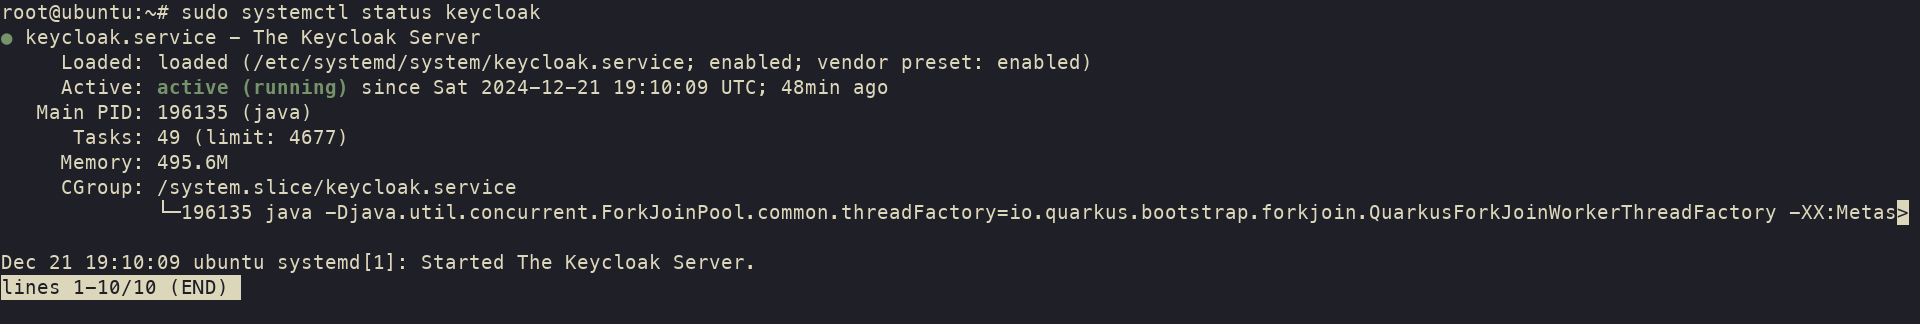 root@ubuntu:~# sudo systemctl status keycloak
● keycloak.service - The Keycloak Server
     Loaded: loaded (/etc/systemd/system/keycloak.service; enabled; vendor preset: enabled)
     Active: active (running) since Sat 2024-12-21 19:10:09 UTC; 48min ago
   Main PID: 196135 (java)
      Tasks: 49 (limit: 4677)
     Memory: 495.6M
     CGroup: /system.slice/keycloak.service
             └─196135 java -Djava.util.concurrent.ForkJoinPool.common.threadFactory=io.quarkus.bootstrap.forkjoin.QuarkusForkJoinWorkerThreadFactory -XX:Metas>
Dec 21 19:10:09 ubuntu systemd[1]: Started The Keycloak Server.
lines 1-10/10 (END)